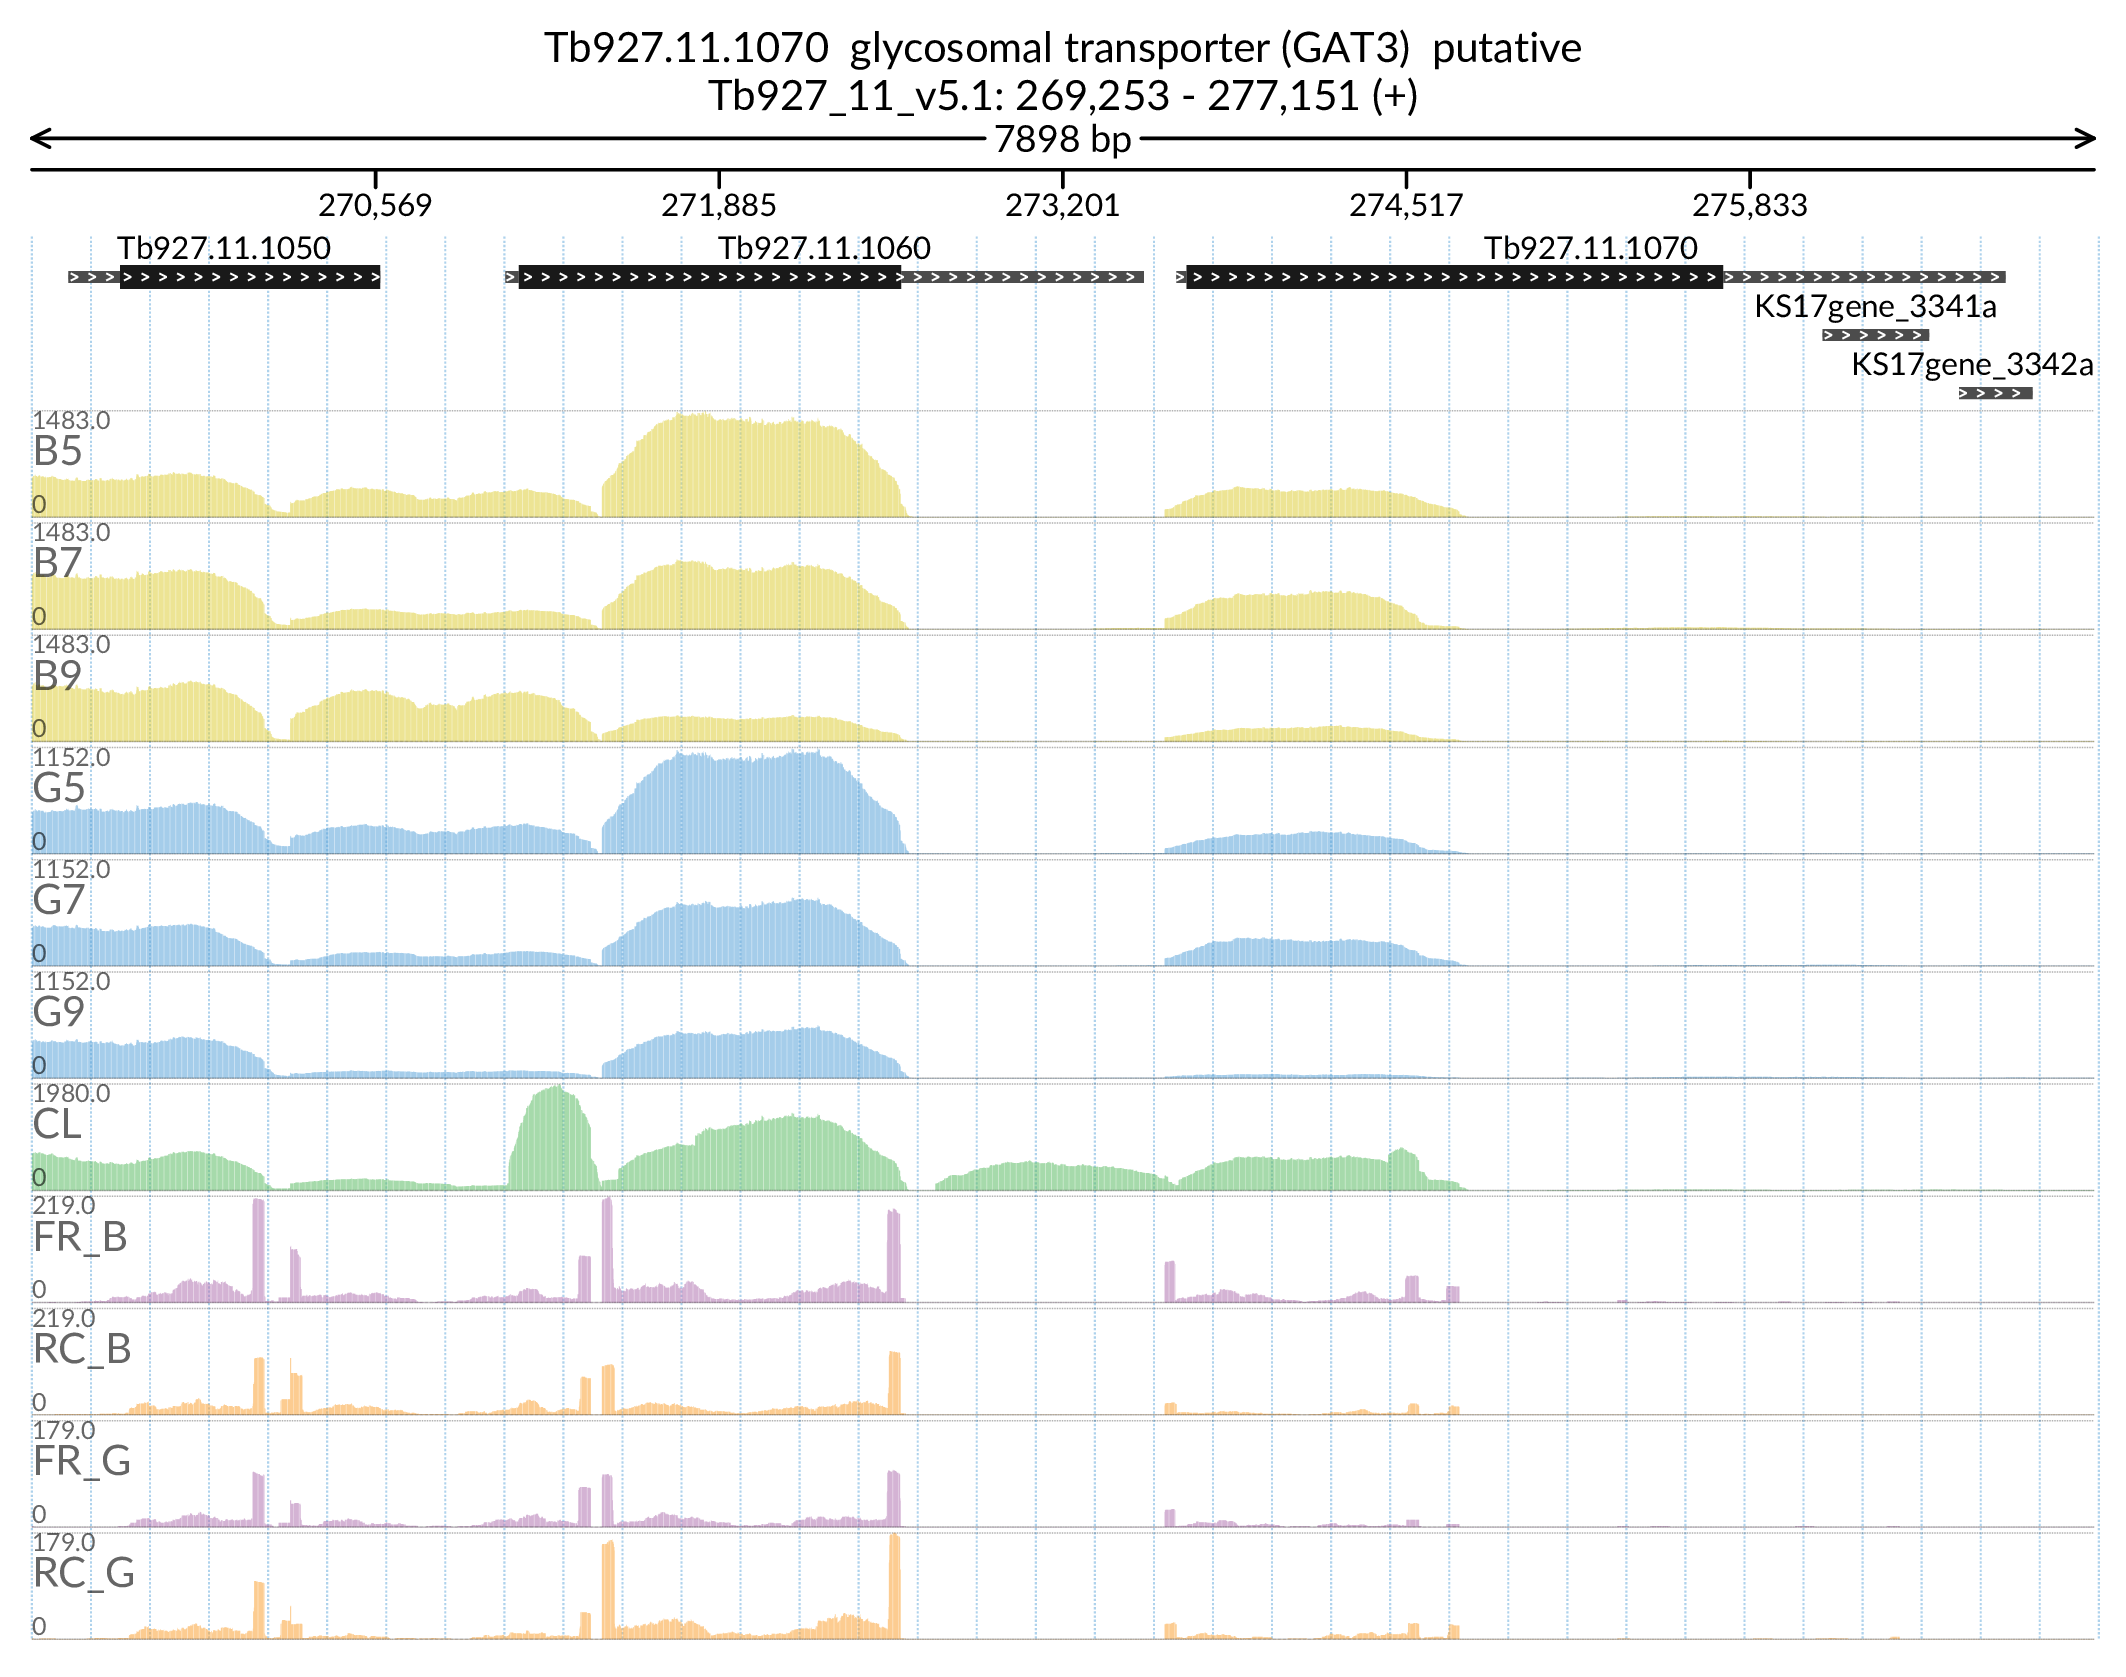 Tb927.11.1070 glycosomal transporter (GAT3) putative
Tb927_11_v5.1: 269,253 - 277,151 (+)
7898 bp
270,569 271,885 273,201 274,517 275,833
Tb927.11.1050 Tb927.11.1060 Tb927.11.1070
KS17gene_3341a
KS17gene_3342a
1483.0
B5
0
1483.0
B7
0
1483.0
B9
0
1152.0
G5
0
1152.0
G7
0
1152.0
G9
0
1980.0
CL
0
219.0
FR_B
0
219.0
RC_B
0
179.0
FR_G
0
179.0
RC_G
0